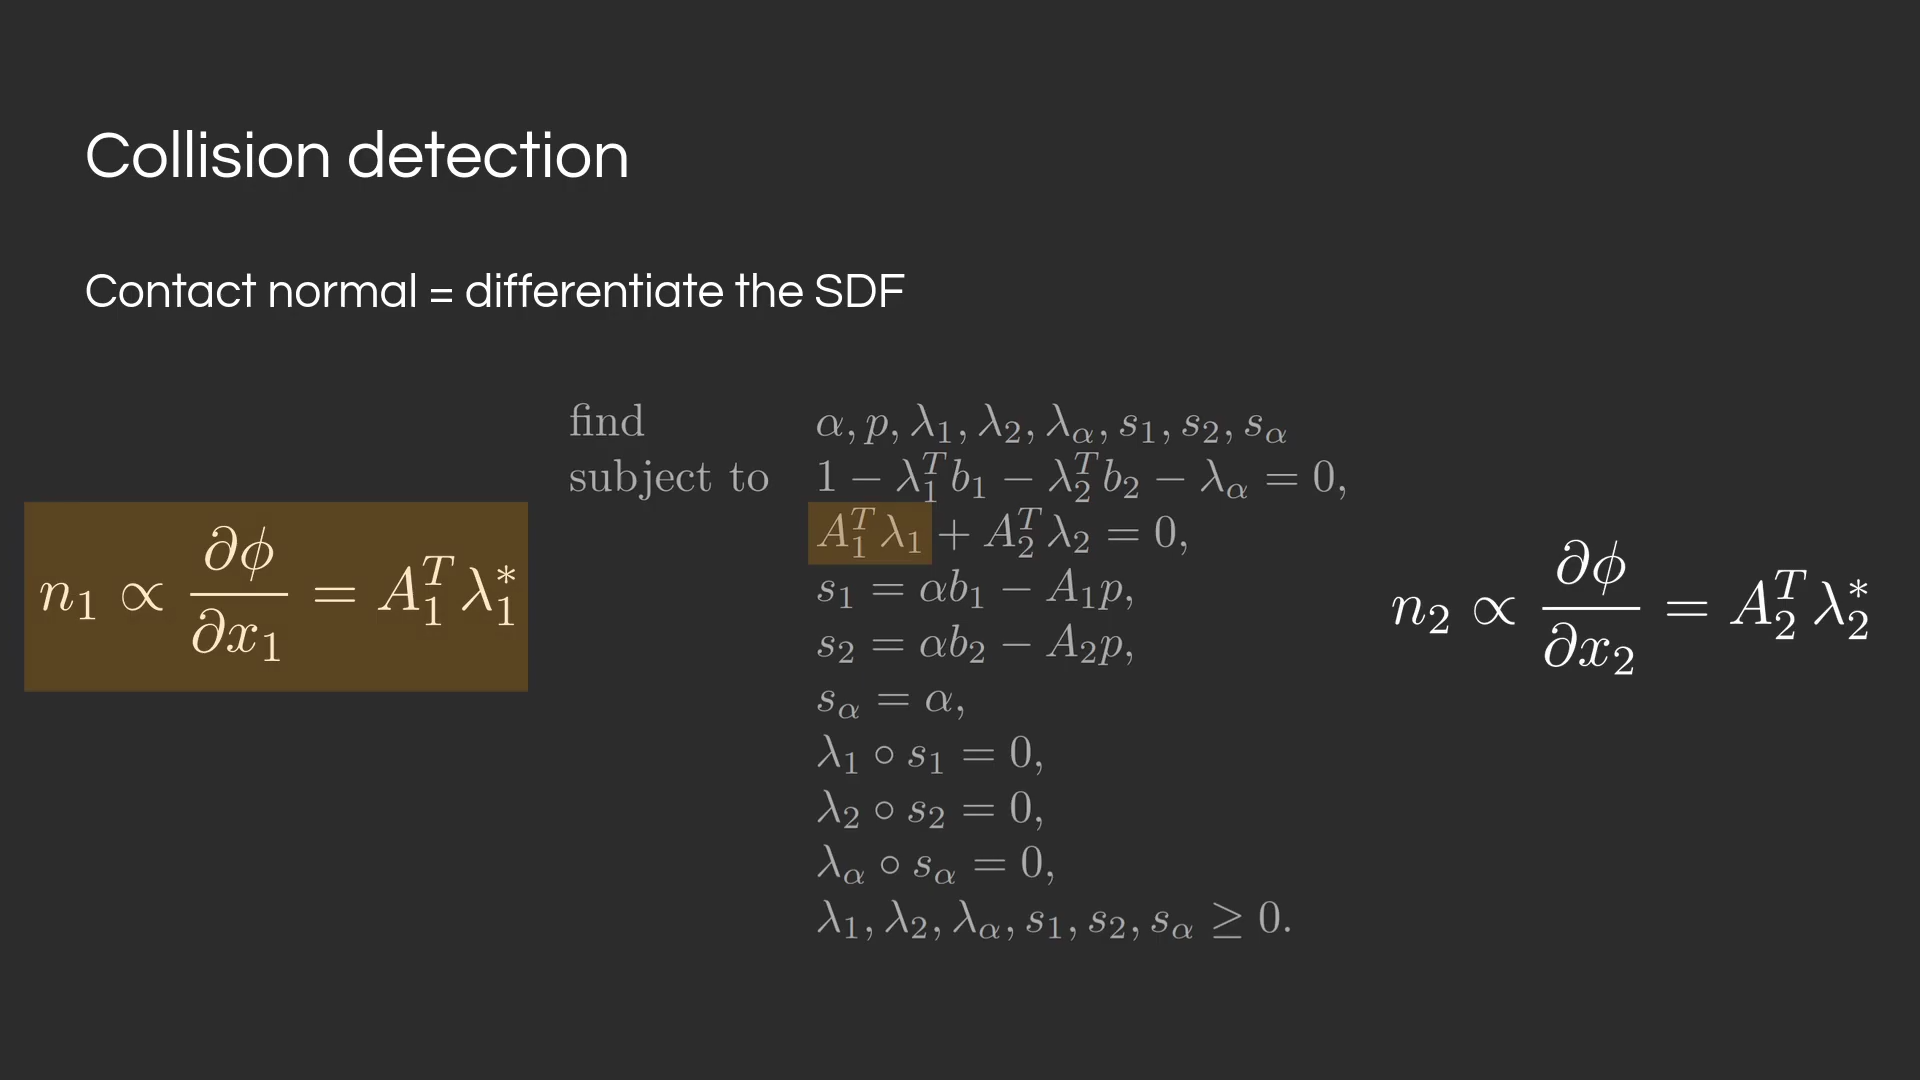 Collision detection
Contact normal = differentiate the SDF
find α, p, λ₁, λ₂, λ_α, s₁, s₂, s_α
subject to 1 − λ₁ᵀb₁ − λ₂ᵀb₂ − λ_α = 0,
A₁ᵀλ₁ + A₂ᵀλ₂ = 0,
s₁ = αb₁ − A₁p,
s₂ = αb₂ − A₂p,
s_α = α,
λ₁ ∘ s₁ = 0,
λ₂ ∘ s₂ = 0,
λ_α ∘ s_α = 0,
λ₁, λ₂, λ_α, s₁, s₂, s_α ≥ 0.
n₁ ∝ ∂ϕ/∂x₁ = A₁ᵀλ₁*
n₂ ∝ ∂ϕ/∂x₂ = A₂ᵀλ₂*